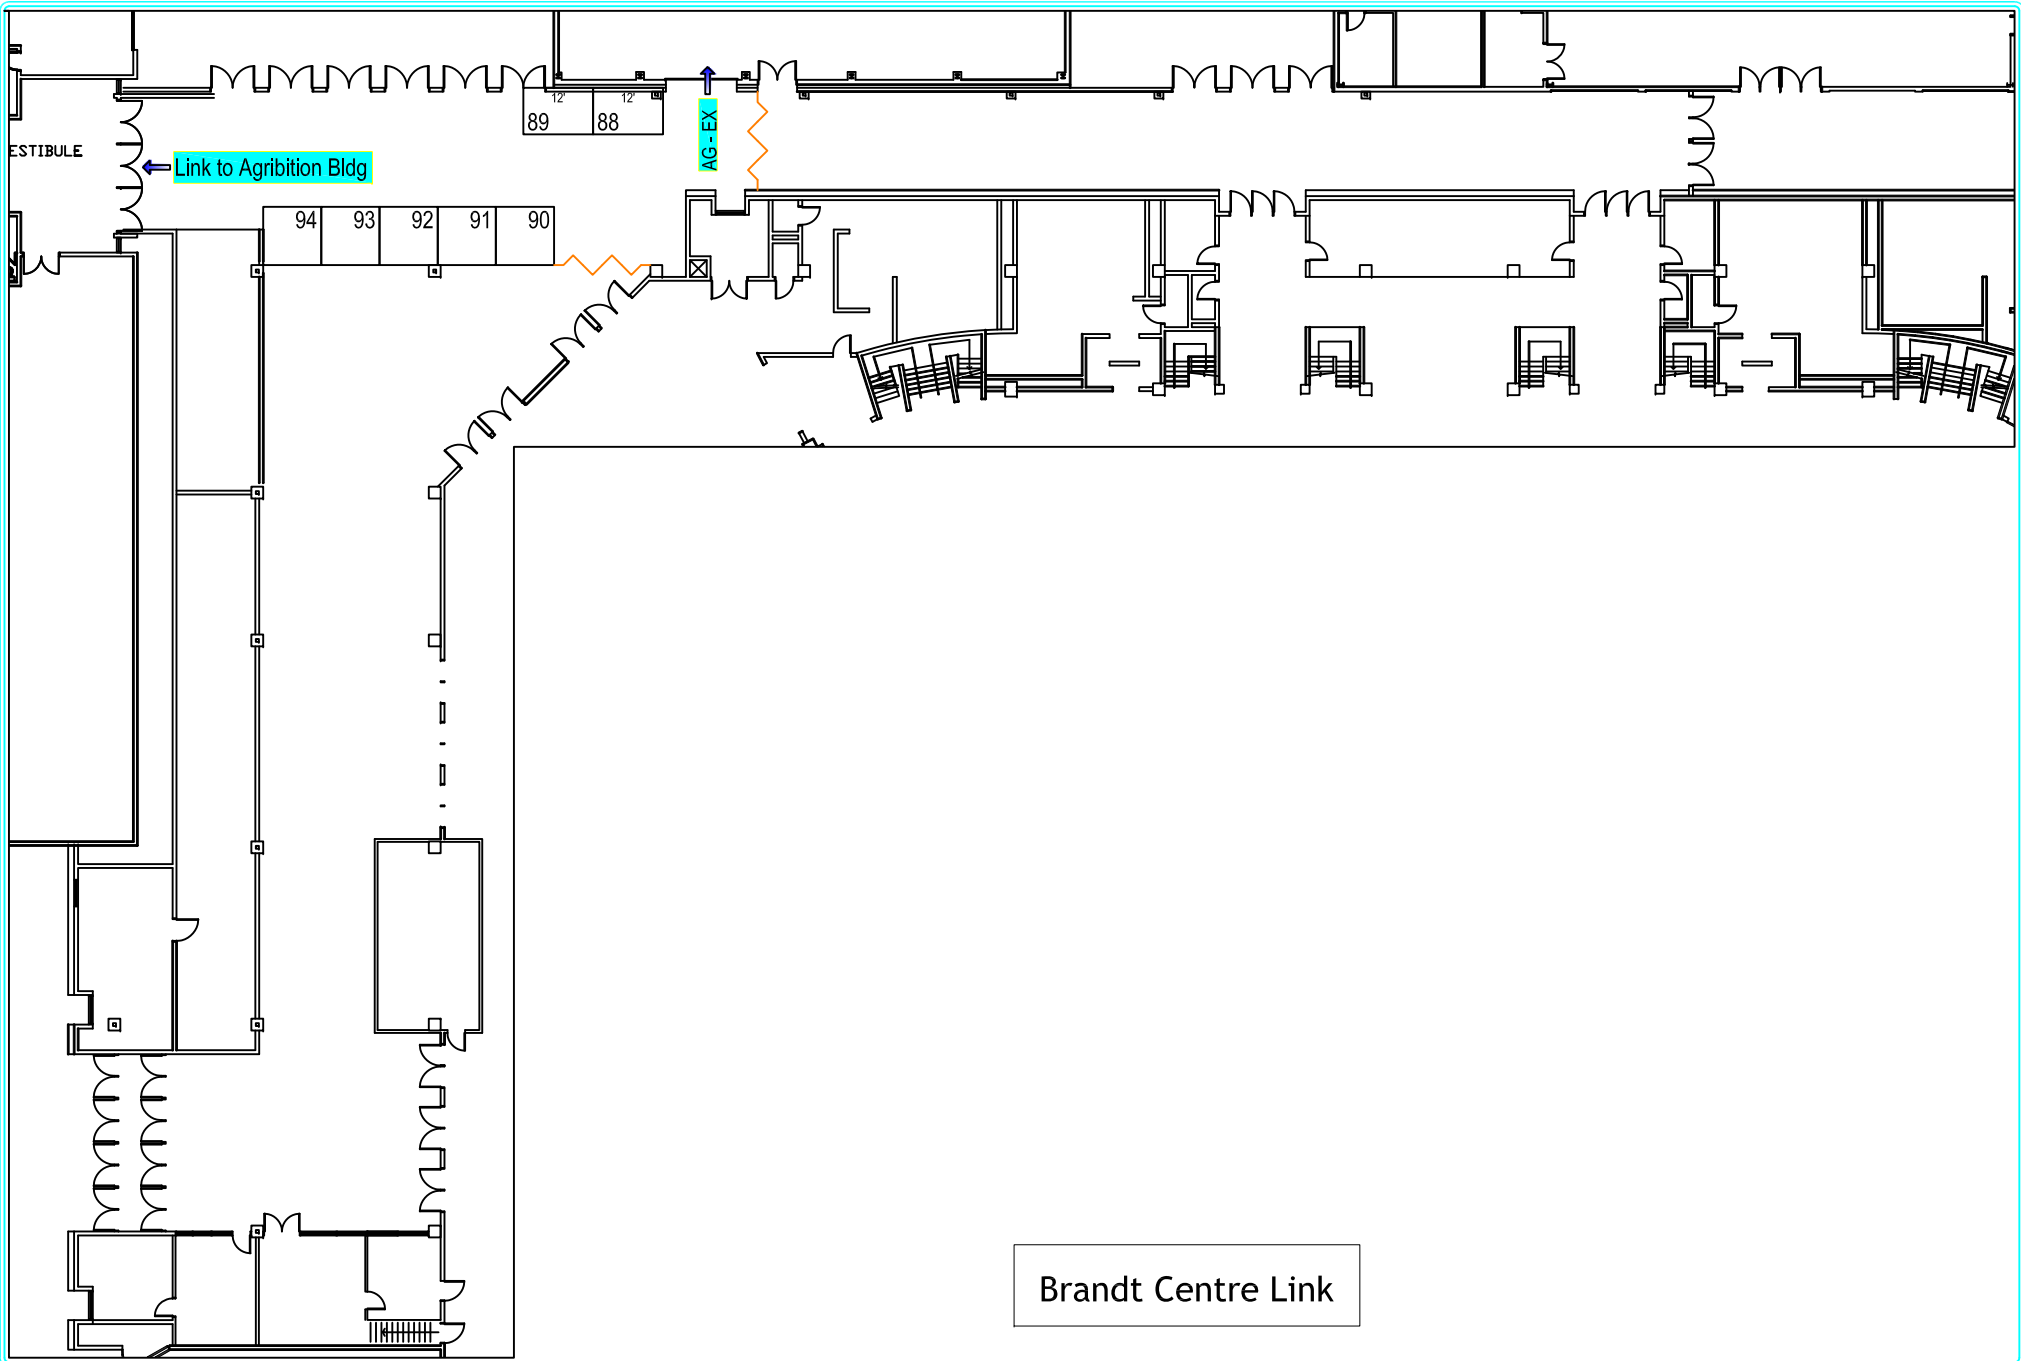 12'
12'
89
88
AG - EX
ESTIBULE
Link to Agribition Bldg
94
93
92
91
90
Brandt Centre Link